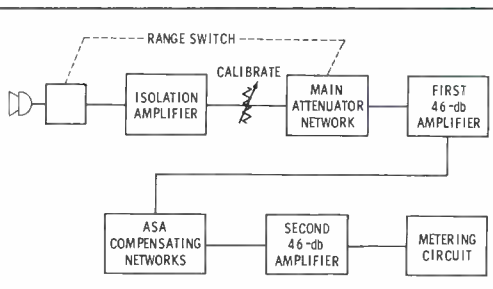 RANGE SWITCH
CALIBRATE
ISOLATION
AMPLIFIER
MAIN
ATTENUATOR
NETWORK
FIRST
46-db
AMPLIFIER
ASA
COMPENSATING
NETWORKS
SECOND
46-db
AMPLIFIER
METERING
CIRCUIT